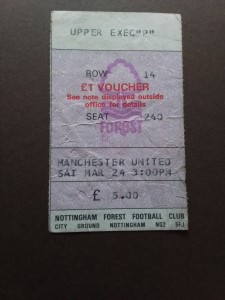 UPPER EXEC"P"
ROW 14
£1 VOUCHER
See note displayed outside
office for details
SEAT 240
FOREST
MANCHESTER UNITED
SAT MAR 24 3:00PM
£ 5.00
NOTTINGHAM FOREST FOOTBALL CLUB
CITY GROUND NOTTINGHAM NG2 5FJ